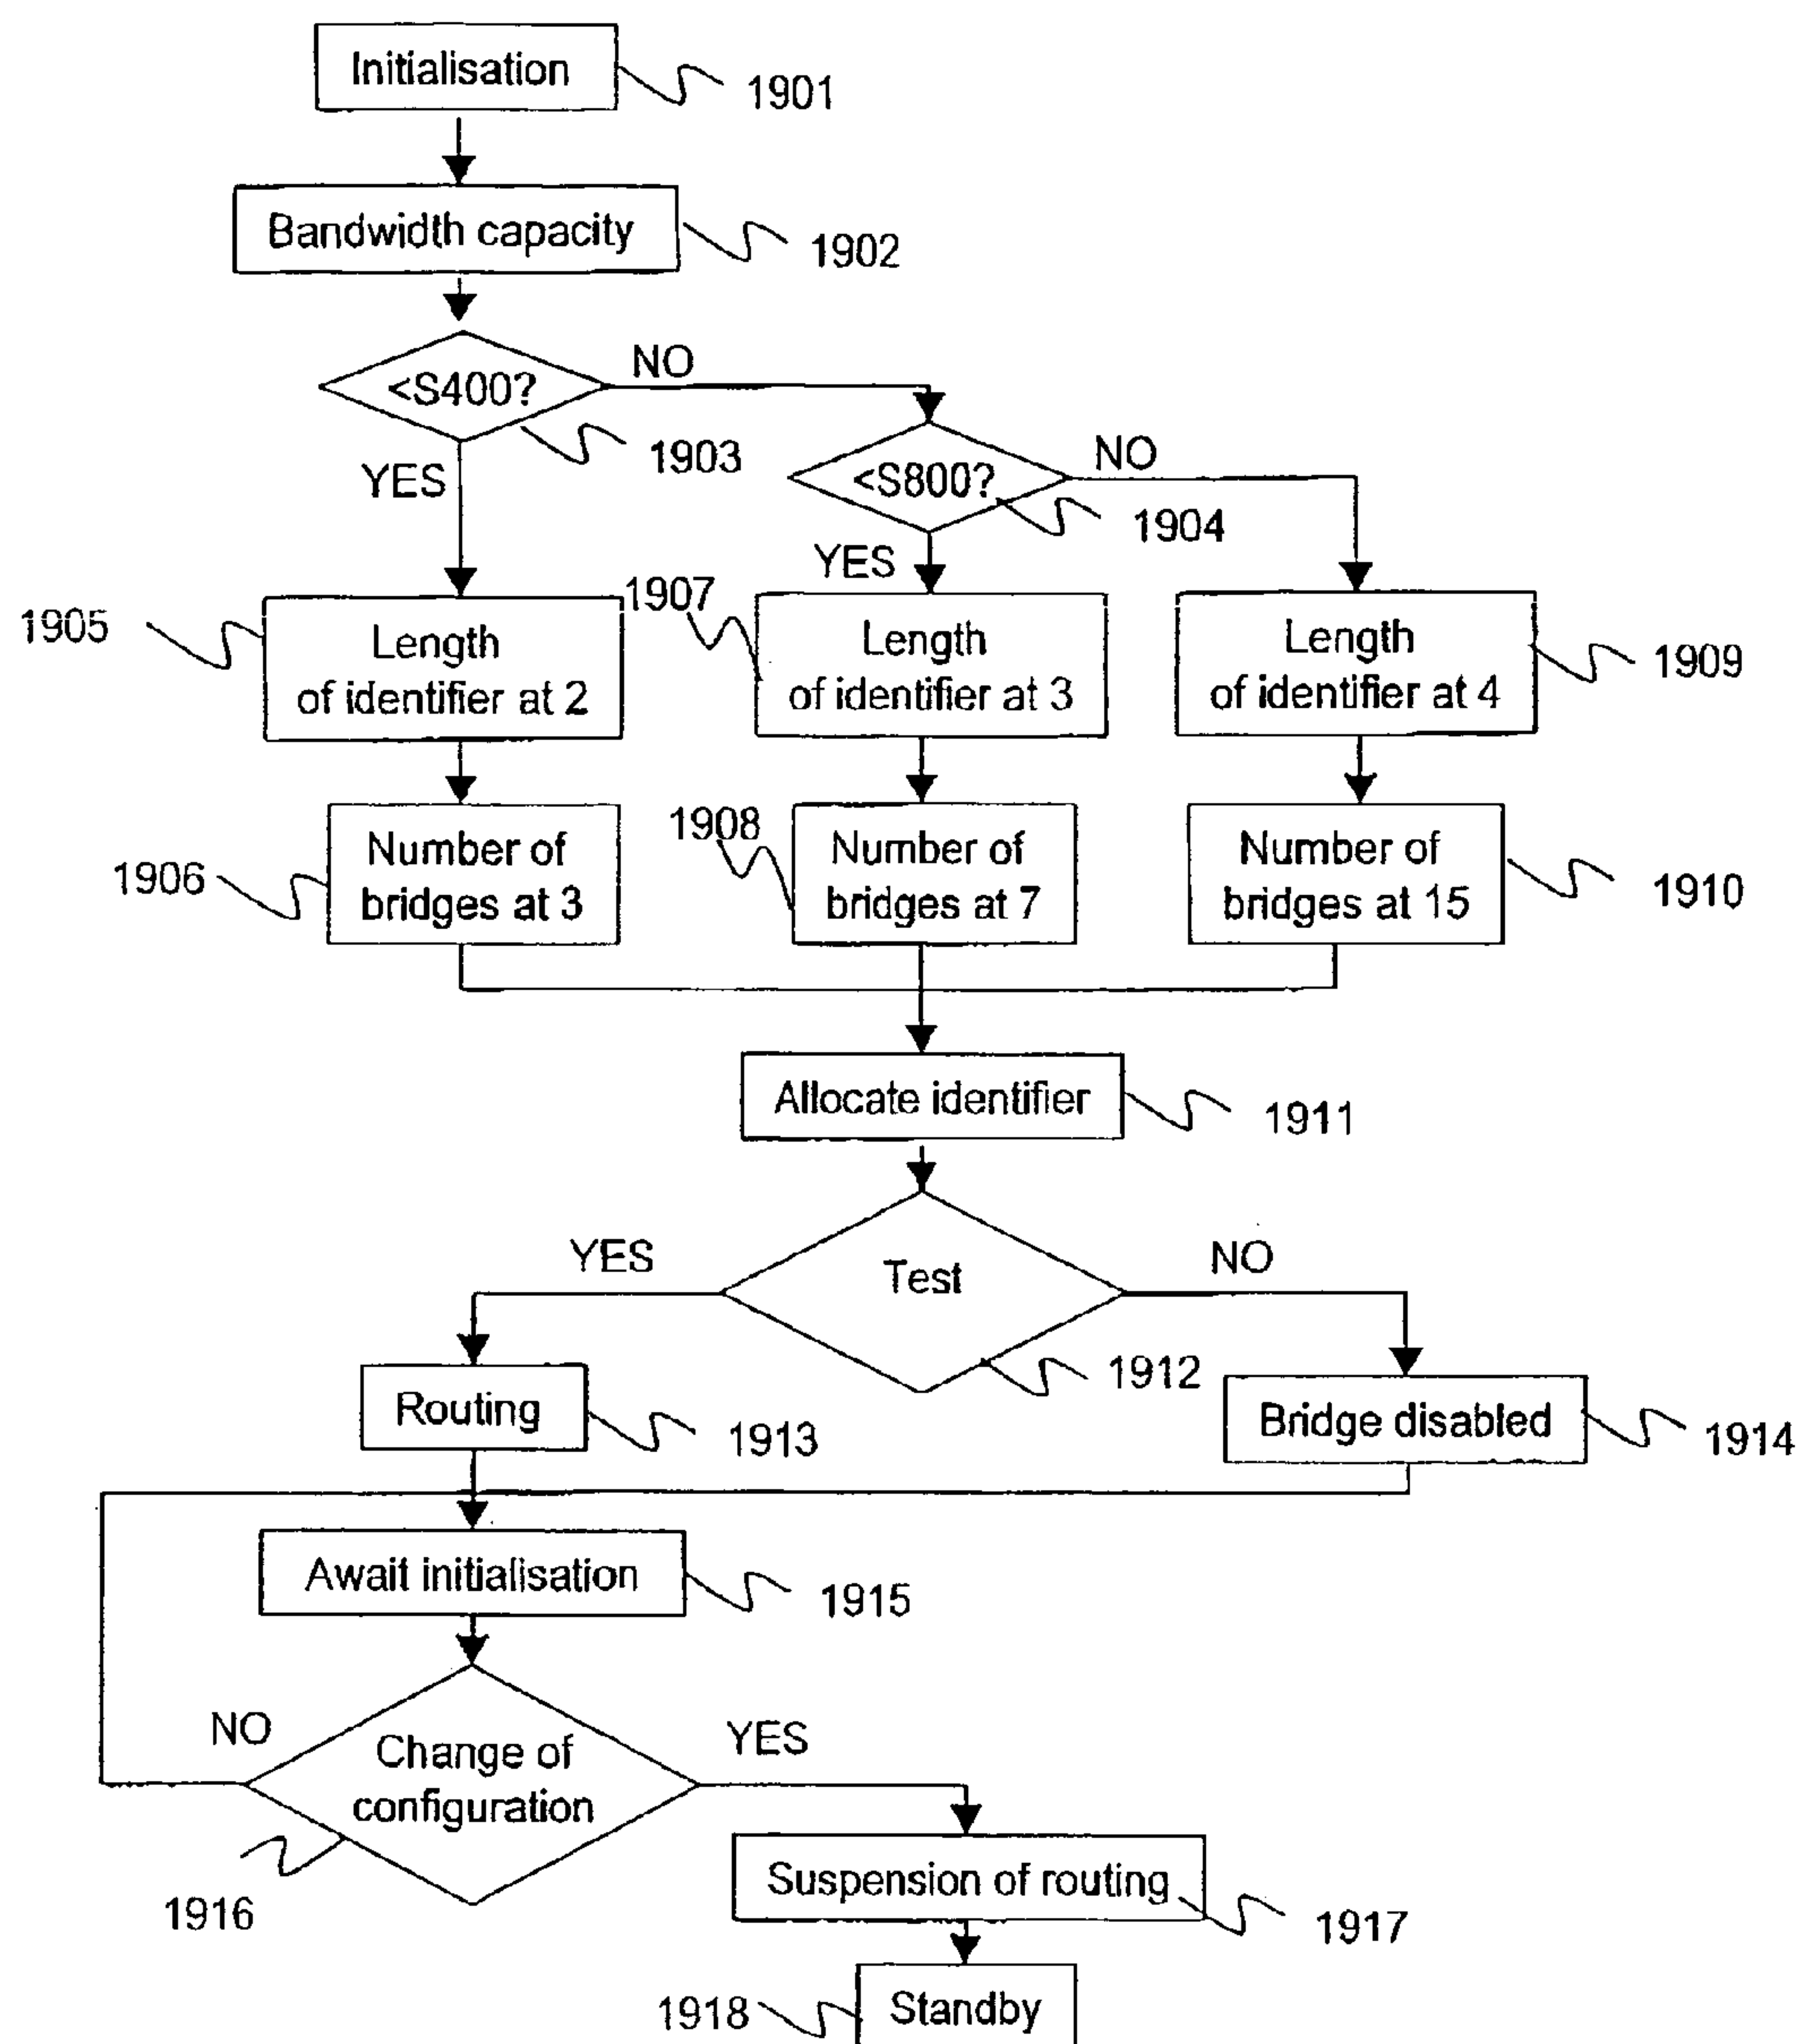 Initialisation
1901
Bandwidth capacity
1902
<S400?
NO
1903
YES
<S800?
NO
1904
YES
1905
Length
of identifier at 2
1907
Length
of identifier at 3
Length
of identifier at 4
1909
1906
Number of
bridges at 3
1908
Number of
bridges at 7
Number of
bridges at 15
1910
Allocate identifier
1911
YES
Test
NO
1912
Routing
1913
Bridge disabled
1914
Await initialisation
1915
NO
Change of
configuration
YES
1916
Suspension of routing
1917
1918
Standby